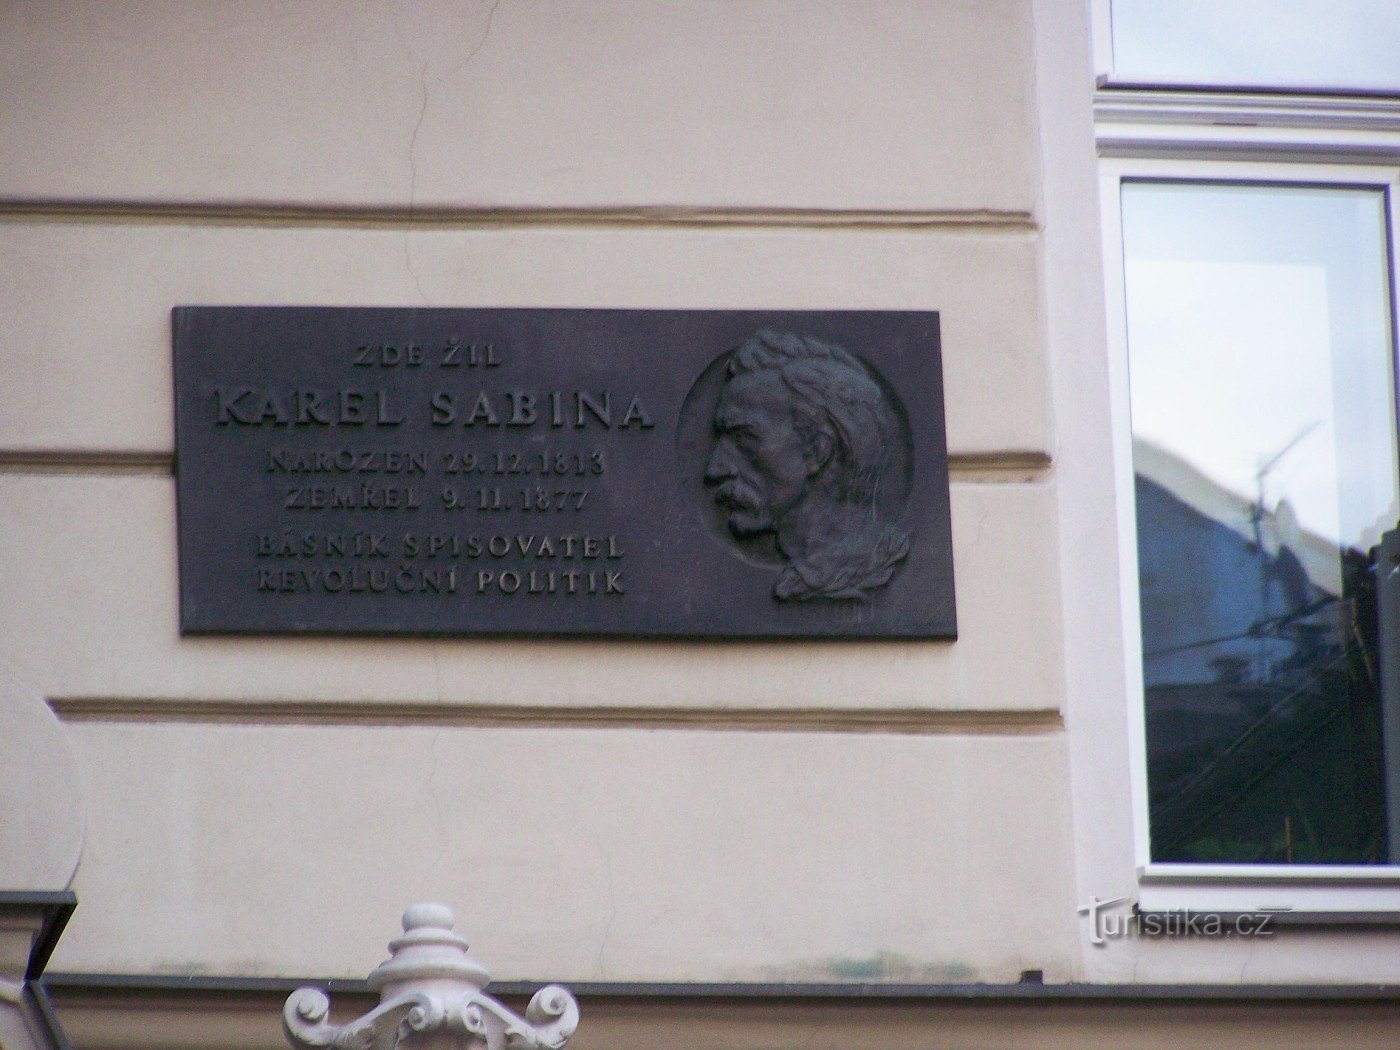 ZDE ŽIL
KAREL SABINA
NAROZEN 29.12.1813
ZEMŘEL 9.11.1877
BÁSNÍK SPISOVATEL
REVOLUČNÍ POLITIK
Turistika.cz